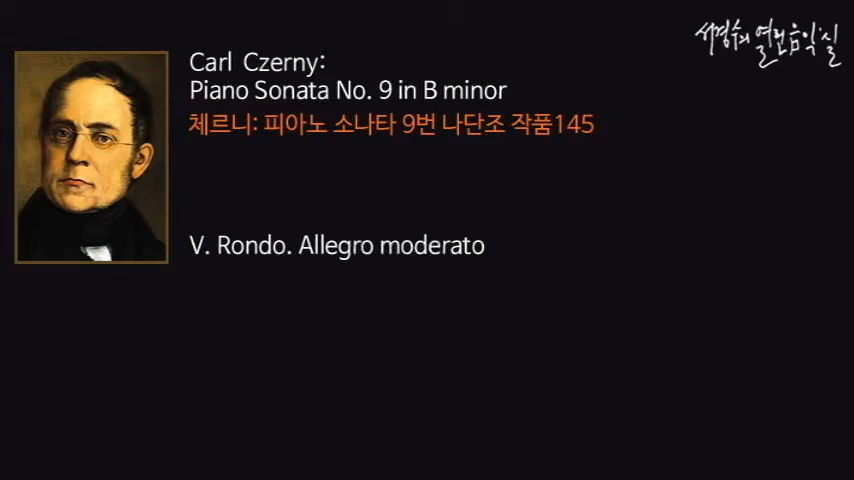 서경수의 열린음악실
Carl Czerny:
Piano Sonata No. 9 in B minor
체르니: 피아노 소나타 9번 나단조 작품145
V. Rondo. Allegro moderato